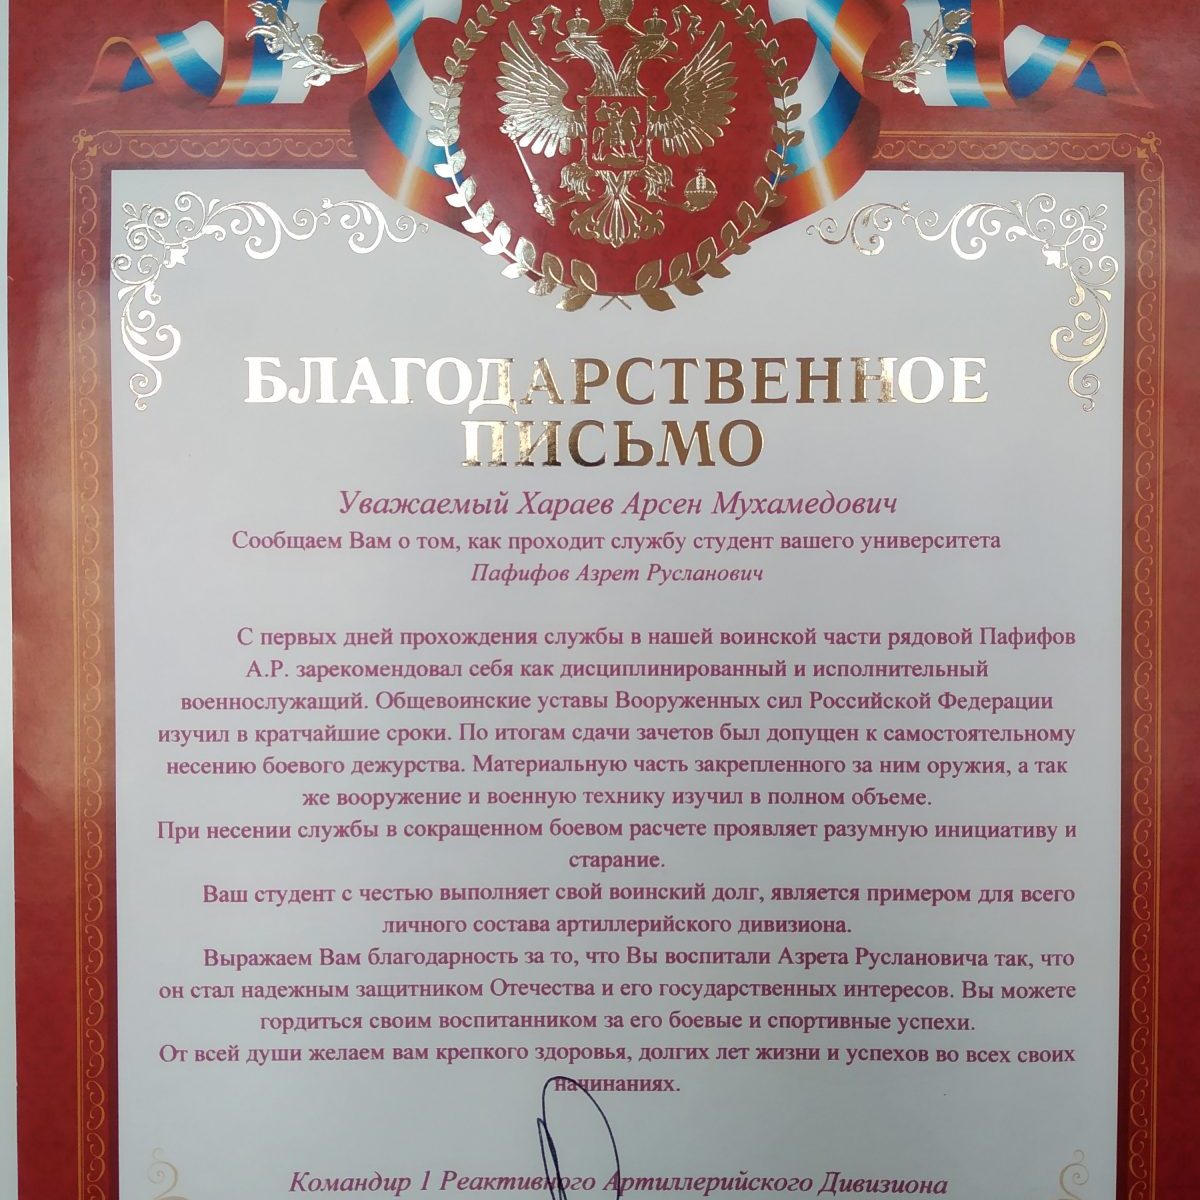 БЛАГОДАРСТВЕННОЕ
ПИСЬМО
Уважаемый Хараев Арсен Мухамедович
Сообщаем Вам о том, как проходит службу студент вашего университета
Пафифов Азрет Русланович
С первых дней прохождения службы в нашей воинской части рядовой Пафифов
А.Р. зарекомендовал себя как дисциплинированный и исполнительный
военнослужащий. Общевоинские уставы Вооруженных сил Российской Федерации
изучил в кратчайшие сроки. По итогам сдачи зачетов был допущен к самостоятельному
несению боевого дежурства. Материальную часть закрепленного за ним оружия, а так
же вооружение и военную технику изучил в полном объеме.
При несении службы в сокращенном боевом расчете проявляет разумную инициативу и
старание.
Ваш студент с честью выполняет свой воинский долг, является примером для всего
личного состава артиллерийского дивизиона.
Выражаем Вам благодарность за то, что Вы воспитали Азрета Руслановича так, что
он стал надежным защитником Отечества и его государственных интересов. Вы можете
гордиться своим воспитанником за его боевые и спортивные успехи.
От всей души желаем вам крепкого здоровья, долгих лет жизни и успехов во всех своих
начинаниях.
Командир 1 Реактивного Артиллерийского Дивизиона